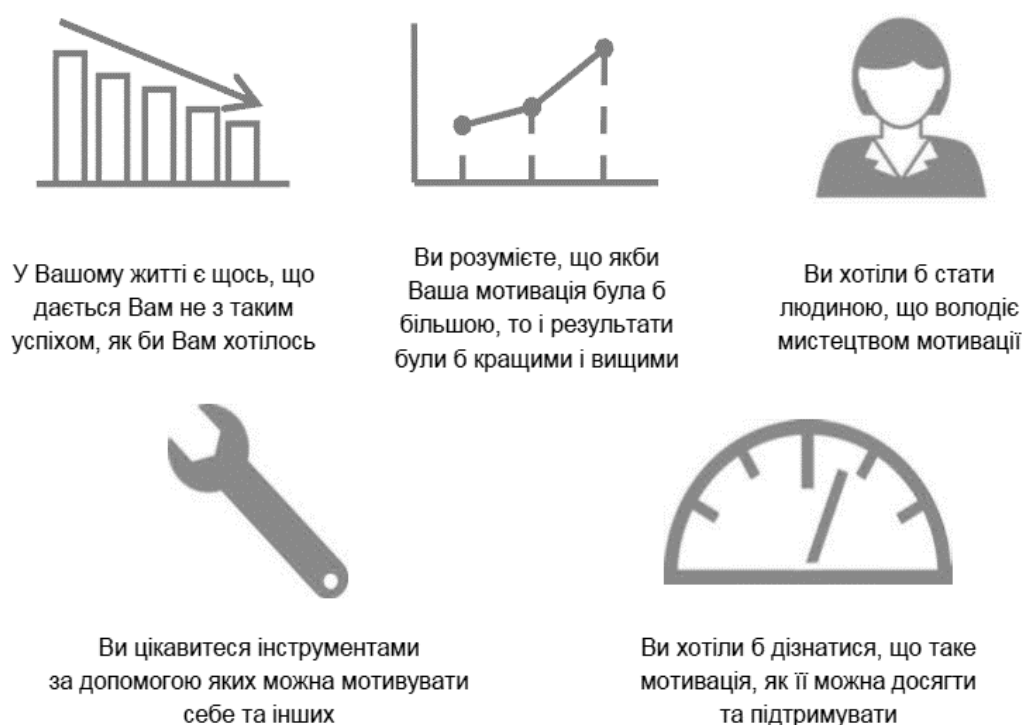 У Вашому житті є щось, що
дається Вам не з таким
успіхом, як би Вам хотілось
Ви розумієте, що якби
Ваша мотивація була б
більшою, то і результати
були б кращими і вищими
Ви хотіли б стати
людиною, що володіє
мистецтвом мотивації
Ви цікавитеся інструментами
за допомогою яких можна мотивувати
себе та інших
Ви хотіли б дізнатися, що таке
мотивація, як її можна досягти
та підтримувати